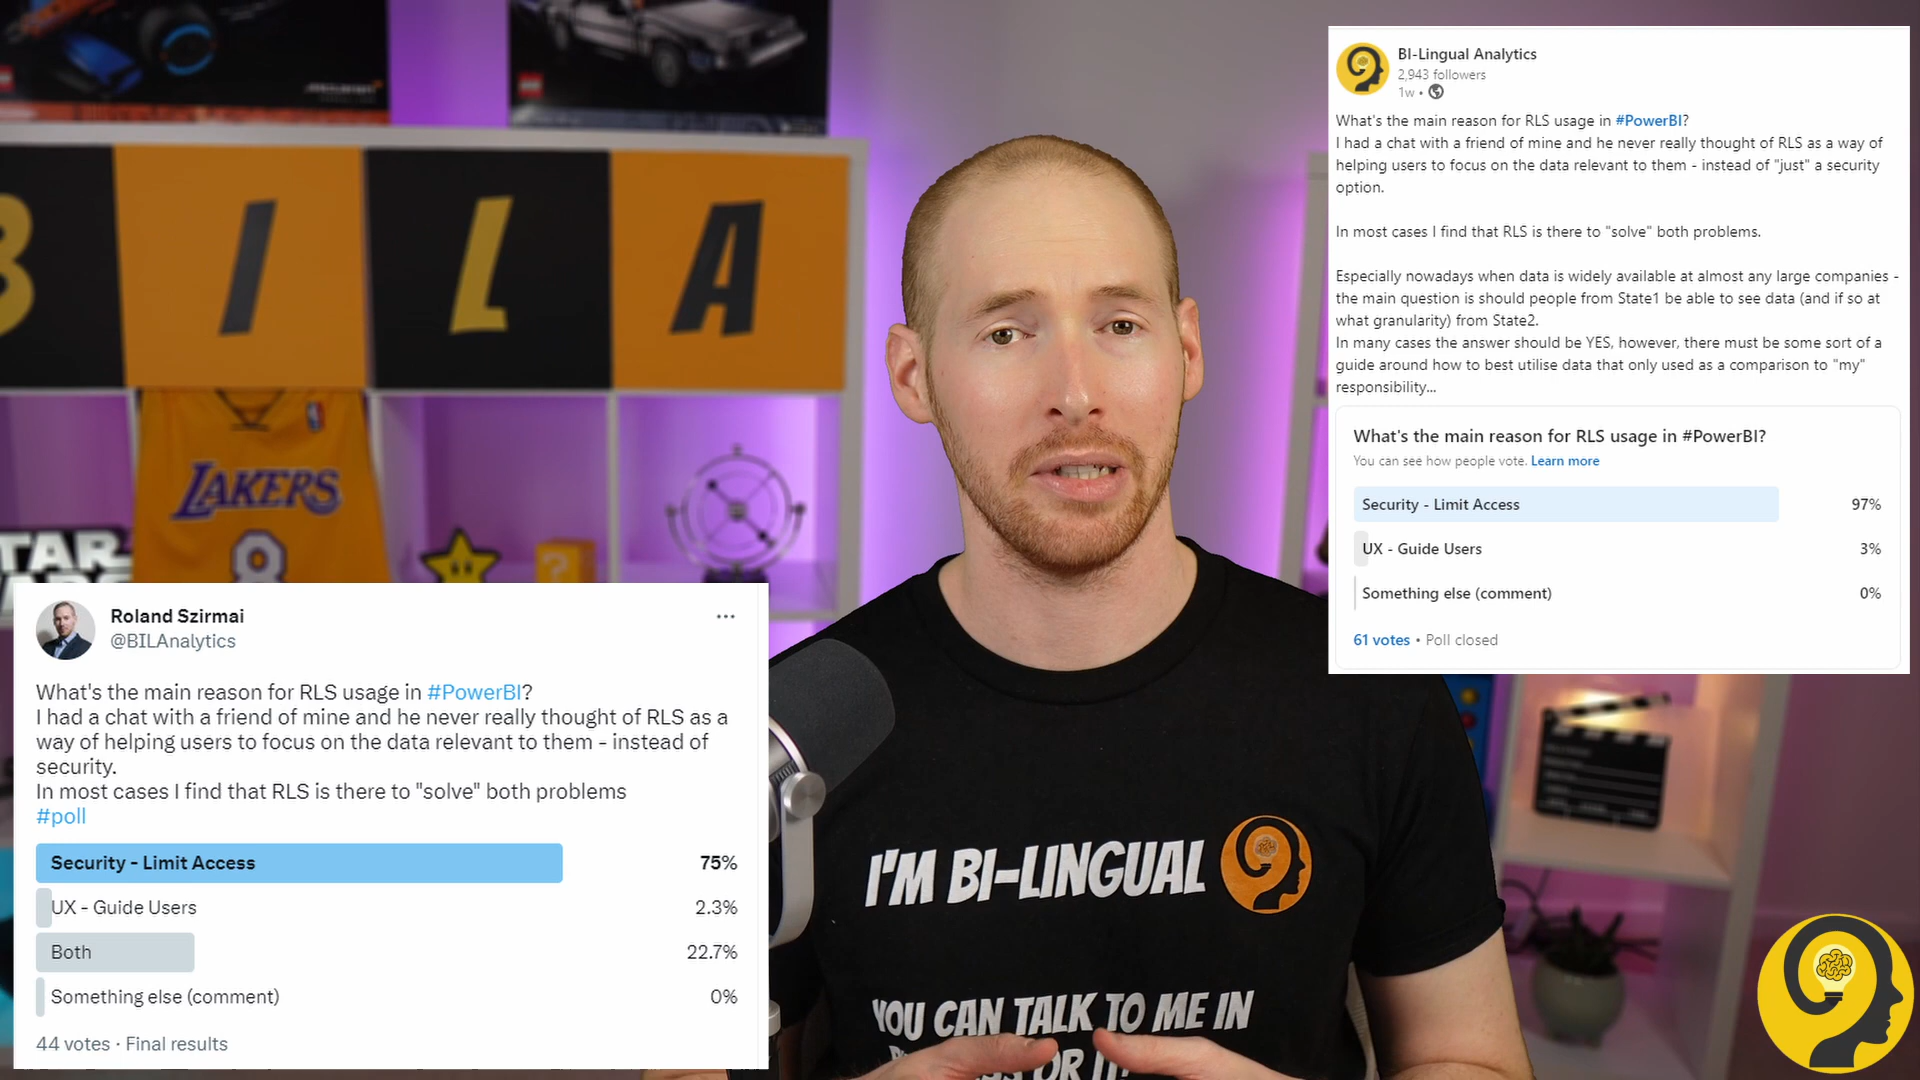 B I L A
LAKERS
8
TAR
WARS
?
I'M BI-LINGUAL
YOU CAN TALK TO ME IN
OR IT!
BI-Lingual Analytics
2,943 followers
1w •
What's the main reason for RLS usage in #PowerBI?
I had a chat with a friend of mine and he never really thought of RLS as a way of
helping users to focus on the data relevant to them - instead of "just" a security
option.
In most cases I find that RLS is there to "solve" both problems.
Especially nowadays when data is widely available at almost any large companies -
the main question is should people from State1 be able to see data (and if so at
what granularity) from State2.
In many cases the answer should be YES, however, there must be some sort of a
guide around how to best utilise data that only used as a comparison to "my"
responsibility...
What's the main reason for RLS usage in #PowerBI?
You can see how people vote. Learn more
Security - Limit Access 97%
UX - Guide Users 3%
Something else (comment) 0%
61 votes • Poll closed
Roland Szirmai
@BILAnalytics
What's the main reason for RLS usage in #PowerBI?
I had a chat with a friend of mine and he never really thought of RLS as a
way of helping users to focus on the data relevant to them - instead of
security.
In most cases I find that RLS is there to "solve" both problems
#poll
Security - Limit Access 75%
UX - Guide Users 2.3%
Both 22.7%
Something else (comment) 0%
44 votes · Final results